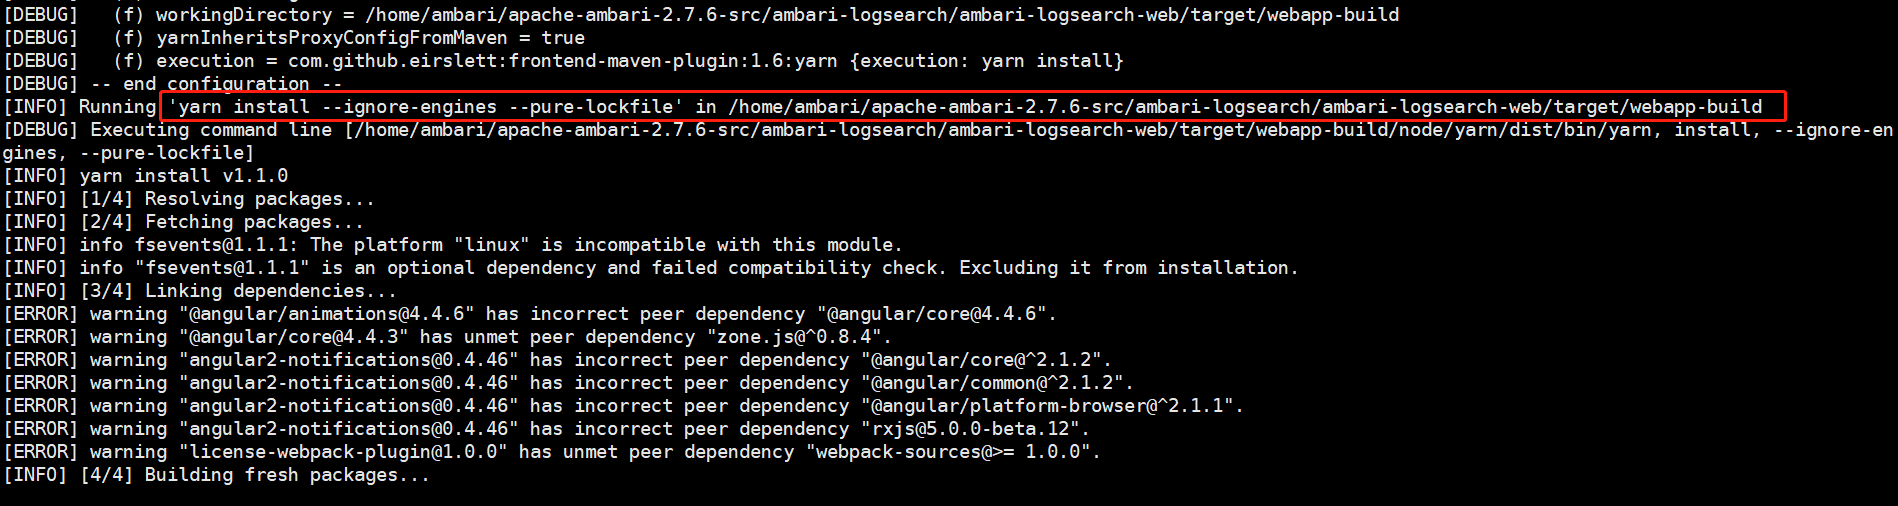 [DEBUG]   (f) workingDirectory = /home/ambari/apache-ambari-2.7.6-src/ambari-logsearch/ambari-logsearch-web/target/webapp-build
[DEBUG]   (f) yarnInheritsProxyConfigFromMaven = true
[DEBUG]   (f) execution = com.github.eirslett:frontend-maven-plugin:1.6:yarn {execution: yarn install}
[DEBUG] -- end configuration --
[INFO] Running 'yarn install --ignore-engines --pure-lockfile' in /home/ambari/apache-ambari-2.7.6-src/ambari-logsearch/ambari-logsearch-web/target/webapp-build
[DEBUG] Executing command line [/home/ambari/apache-ambari-2.7.6-src/ambari-logsearch/ambari-logsearch-web/target/webapp-build/node/yarn/dist/bin/yarn, install, --ignore-en
gines, --pure-lockfile]
[INFO] yarn install v1.1.0
[INFO] [1/4] Resolving packages...
[INFO] [2/4] Fetching packages...
[INFO] info fsevents@1.1.1: The platform "linux" is incompatible with this module.
[INFO] info "fsevents@1.1.1" is an optional dependency and failed compatibility check. Excluding it from installation.
[INFO] [3/4] Linking dependencies...
[ERROR] warning "@angular/animations@4.4.6" has incorrect peer dependency "@angular/core@4.4.6".
[ERROR] warning "@angular/core@4.4.3" has unmet peer dependency "zone.js@^0.8.4".
[ERROR] warning "angular2-notifications@0.4.46" has incorrect peer dependency "@angular/core@^2.1.2".
[ERROR] warning "angular2-notifications@0.4.46" has incorrect peer dependency "@angular/common@^2.1.2".
[ERROR] warning "angular2-notifications@0.4.46" has incorrect peer dependency "@angular/platform-browser@^2.1.1".
[ERROR] warning "angular2-notifications@0.4.46" has incorrect peer dependency "rxjs@5.0.0-beta.12".
[ERROR] warning "license-webpack-plugin@1.0.0" has unmet peer dependency "webpack-sources@>= 1.0.0".
[INFO] [4/4] Building fresh packages...